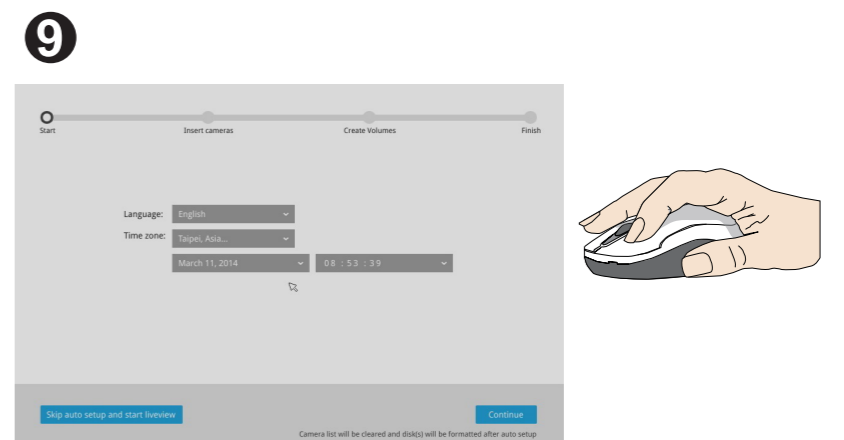 9
Start Insert cameras Create Volumes Finish
Language: English
Time zone: Taipei, Asia...
March 11, 2014 08 : 53 : 39
Skip auto setup and start liveview Continue
Camera list will be cleared and disk(s) will be formatted after auto setup